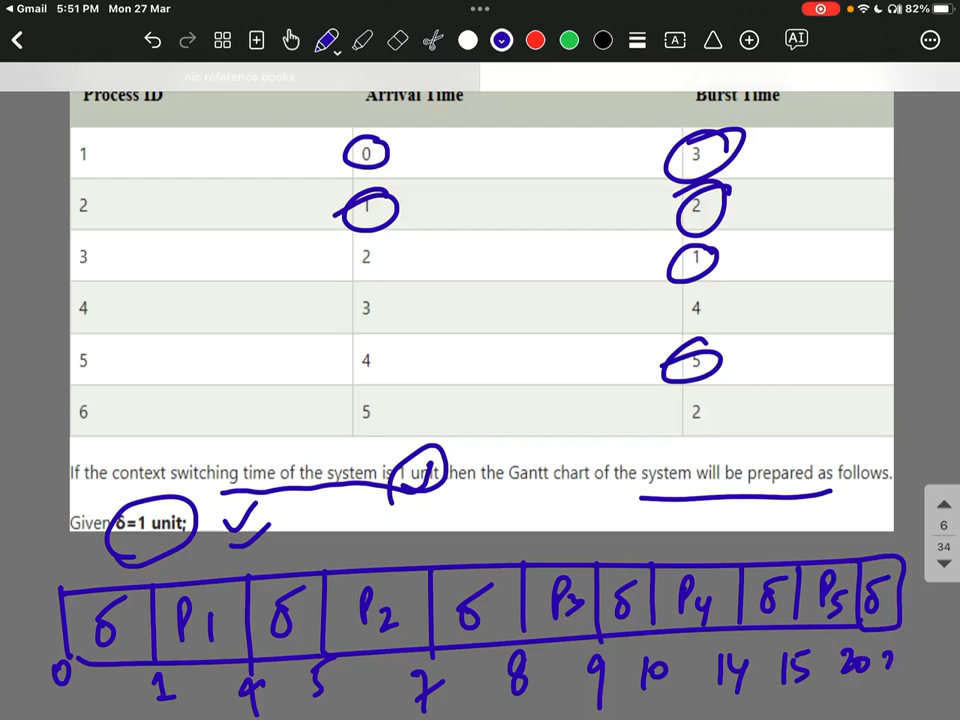 Gmail 5:51 PM Mon 27 Mar 82%
AI
nic reference books
Process ID Arrival Time Burst Time
1 0 3
2 1 2
3 2 1
4 3 4
5 4 5
6 5 2
If the context switching time of the system is 1 unit then the Gantt chart of the system will be prepared as follows.
Given δ=1 unit;
6
34
δ P1 δ P2 δ P3 δ P4 δ P5 δ
0 1 4 5 7 8 9 10 14 15 20